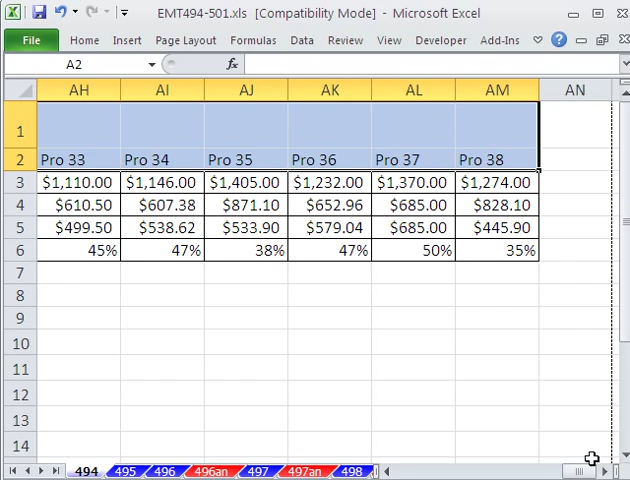 EMT494-501.xls [Compatibility Mode] - Microsoft Excel
File Home Insert Page Layout Formulas Data Review View Developer Add-Ins
A2 fx
AH AI AJ AK AL AM AN
1
2 Pro 33 Pro 34 Pro 35 Pro 36 Pro 37 Pro 38
3 $1,110.00 $1,146.00 $1,405.00 $1,232.00 $1,370.00 $1,274.00
4 $610.50 $607.38 $871.10 $652.96 $685.00 $828.10
5 $499.50 $538.62 $533.90 $579.04 $685.00 $445.90
6 45% 47% 38% 47% 50% 35%
7
8
9
10
11
12
13
14
494 495 496 496an 497 497an 498